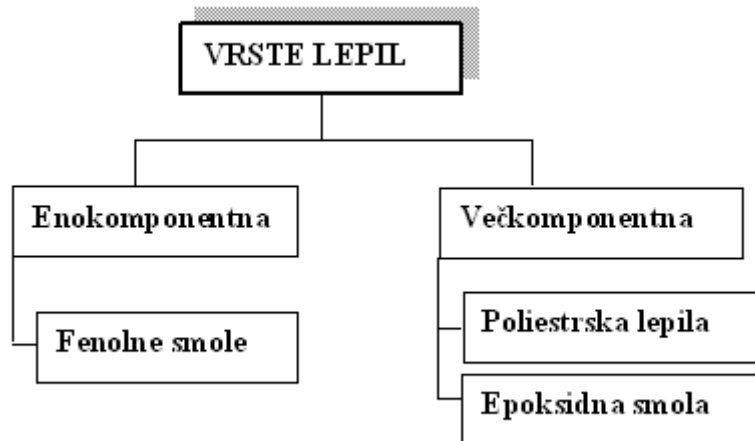 VRSTE LEPIL
Enokomponentna
Večkomponentna
Fenolne smole
Poliestrska lepila
Epoksidna smola